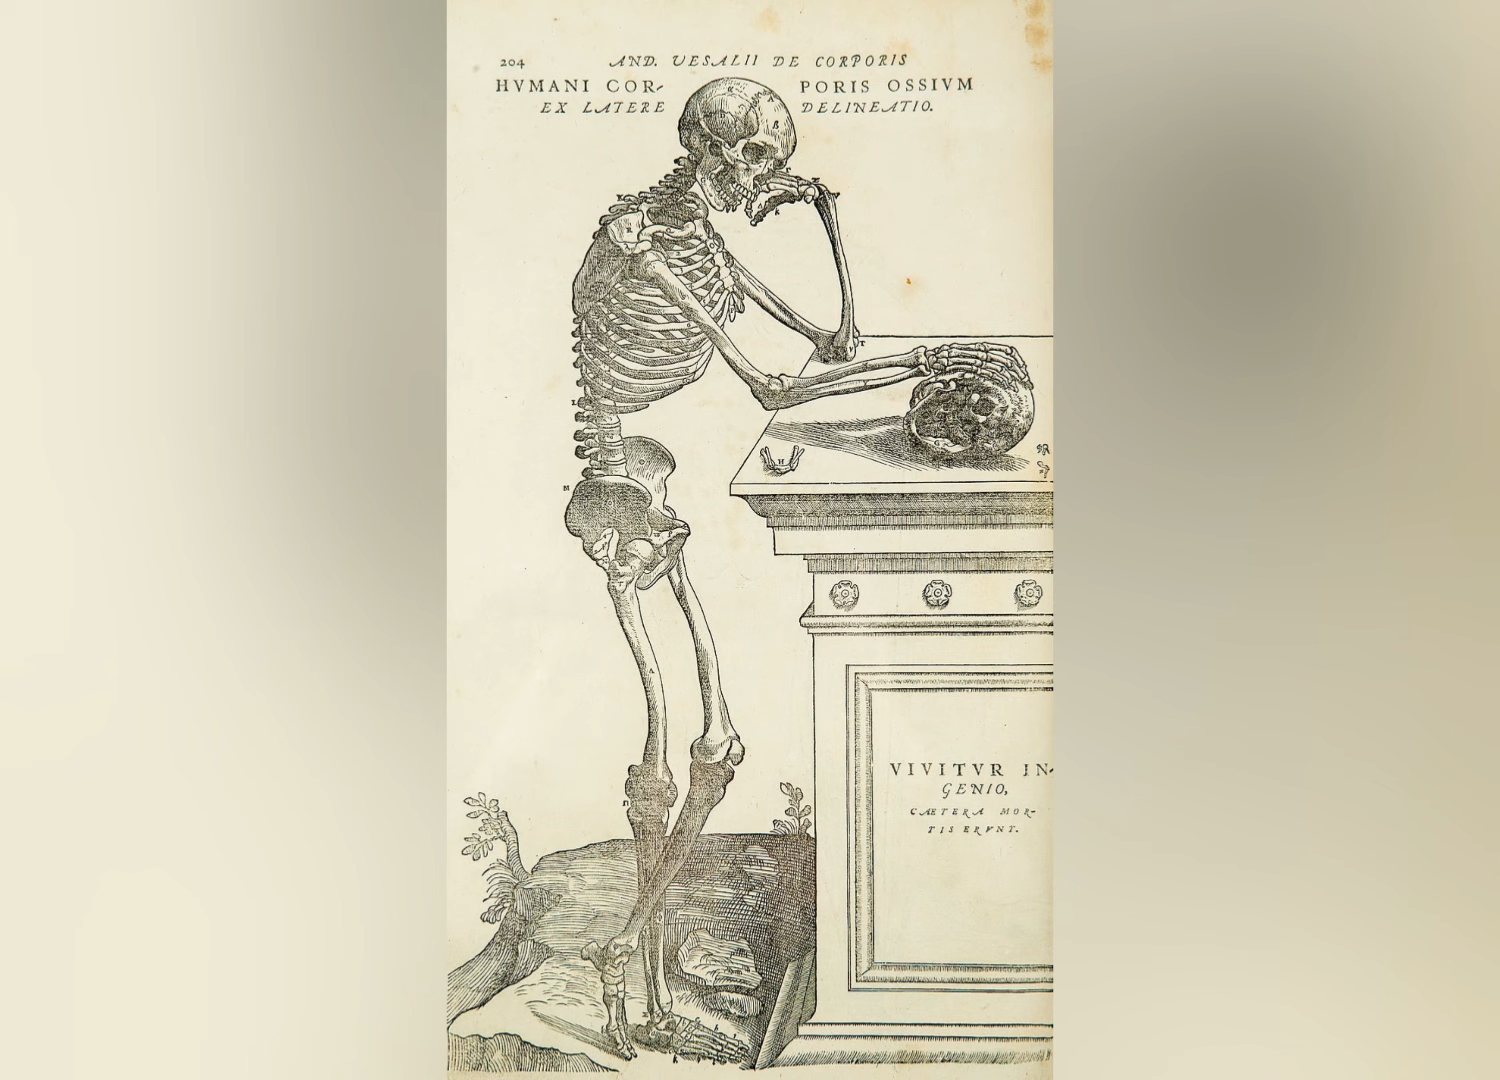 204 AND. VESALII DE CORPORIS
HVMANI COR- PORIS OSSIVM
EX LATERE DELINEATIO.
VIVITVR IN-
GENIO,
CAETERA MOR-
TIS ERVNT.